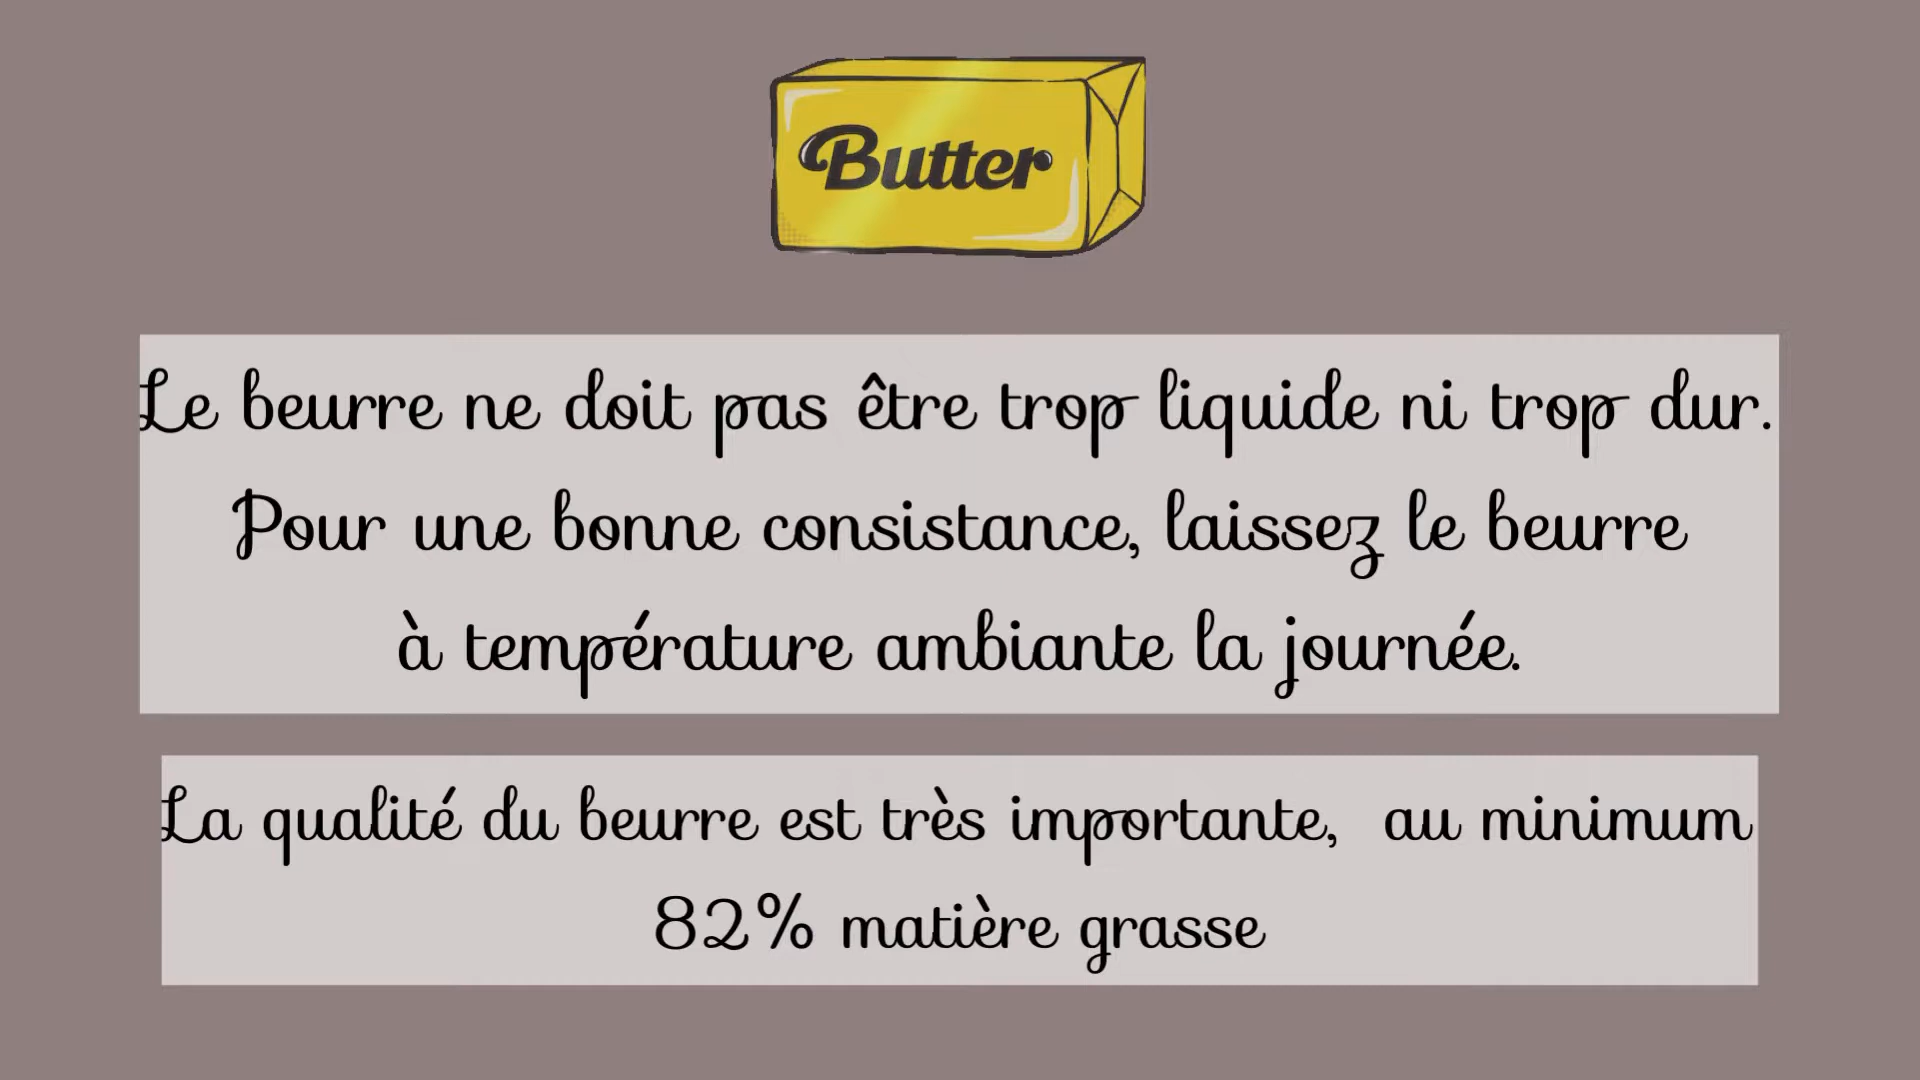 Butter
Le beurre ne doit pas être trop liquide ni trop dur.
Pour une bonne consistance, laissez le beurre
à température ambiante la journée.
La qualité du beurre est très importante,  au minimum
82% matière grasse